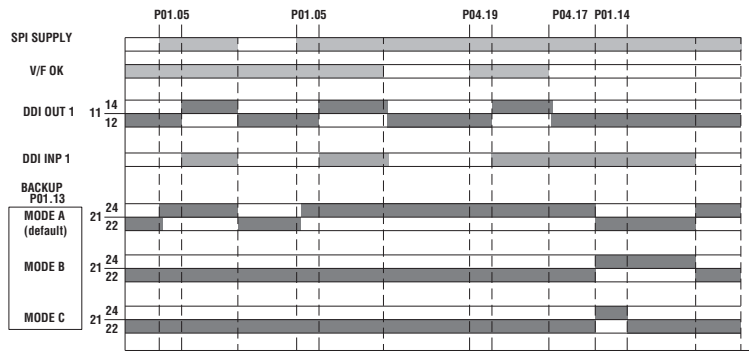 P01.05 P01.05 P04.19 P04.17 P01.14
SPI SUPPLY
V/F OK
DDI OUT 1 11 14
12
DDI INP 1
BACKUP
P01.13
MODE A
(default)
21 24
22
MODE B 21 24
22
MODE C 21 24
22